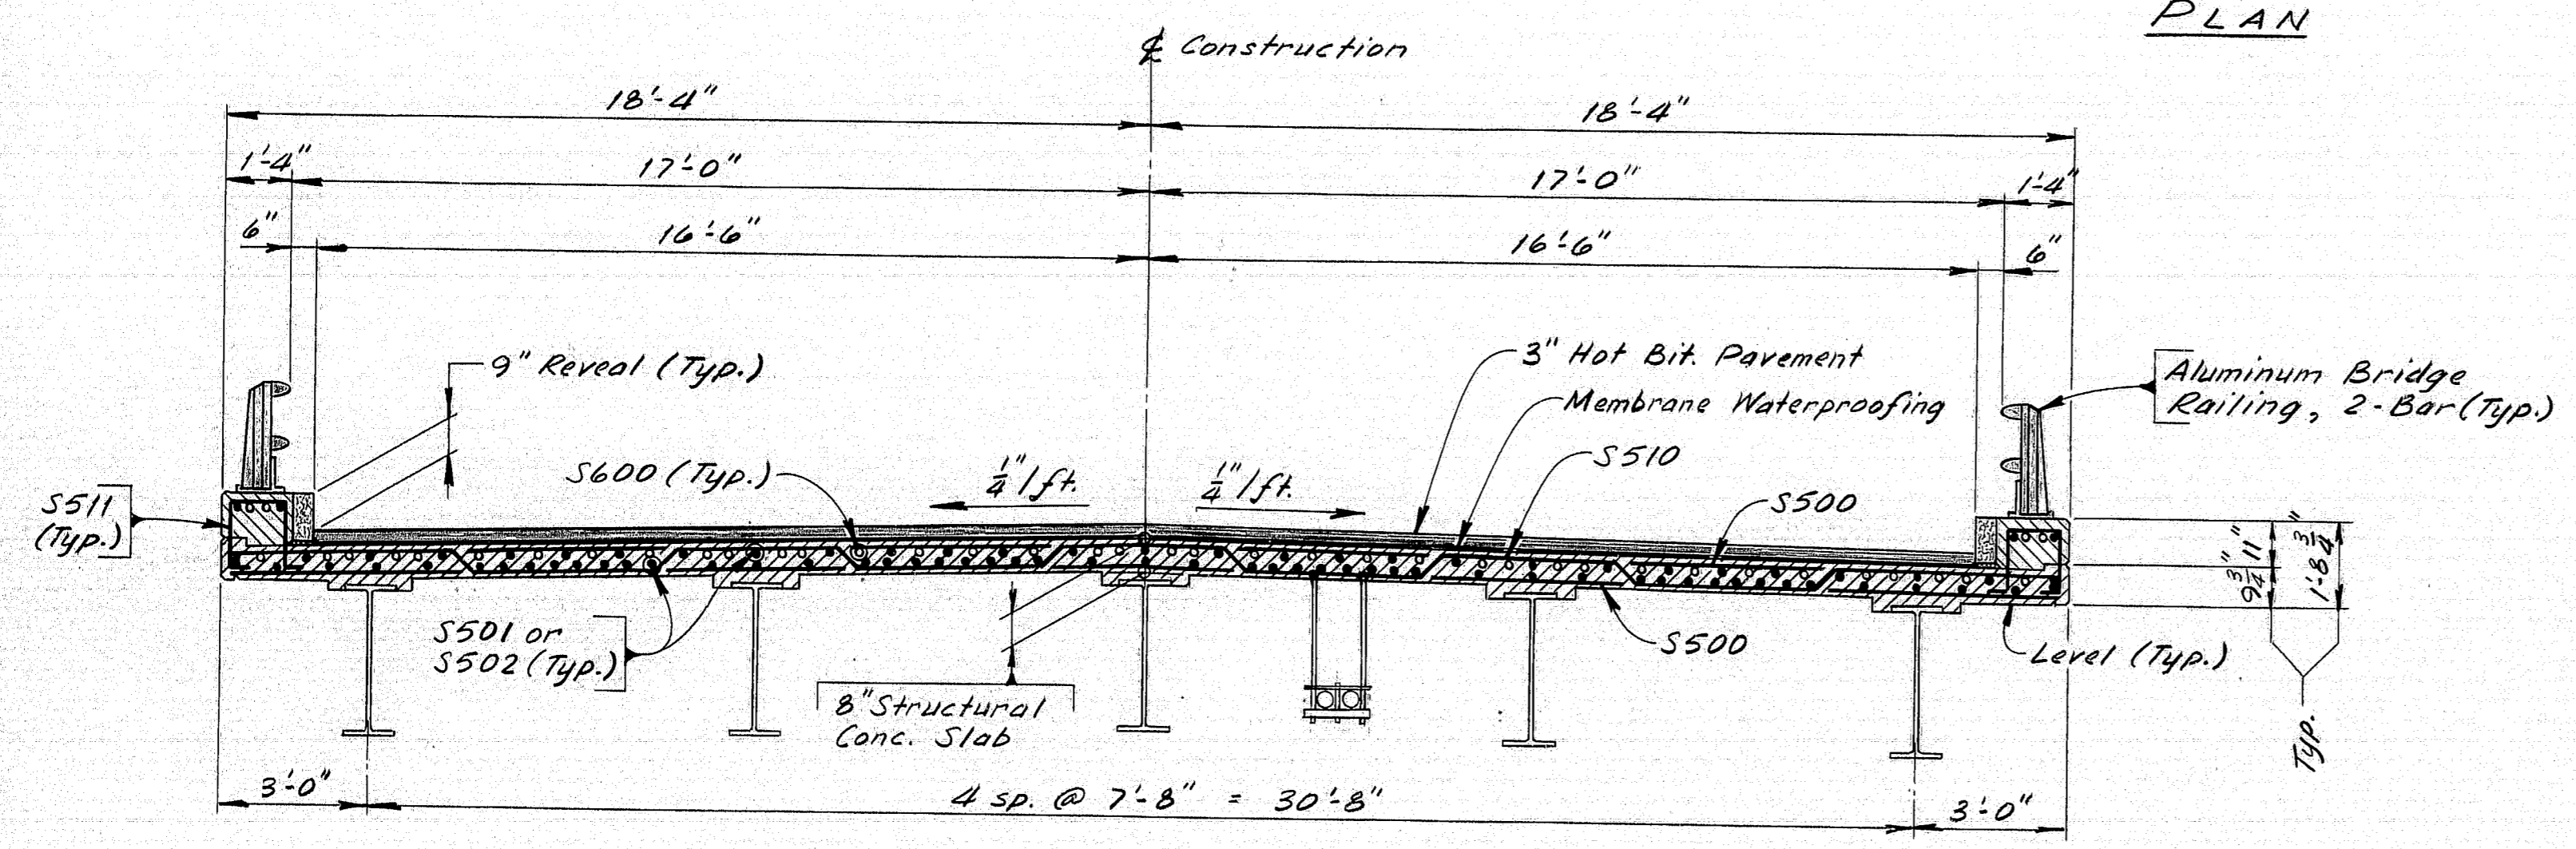 PLAN
℄ Construction
18'-4"
18'-4"
1'-4"
17'-0"
17'-0"
1'-4"
6"
16'-6"
16'-6"
6"
9" Reveal (Typ.)
3" Hot Bit. Pavement
Membrane Waterproofing
Aluminum Bridge
Railing, 2-Bar (Typ.)
S600 (Typ.)
1/4"/ft.
1/4"/ft.
S510
S500
S511
(Typ.)
11"
9 3/4"
1'-8 3/4"
S501 or
S502 (Typ.)
S500
Level (Typ.)
8" Structural
Conc. Slab
Typ.
3'-0"
4 sp. @ 7'-8" = 30'-8"
3'-0"